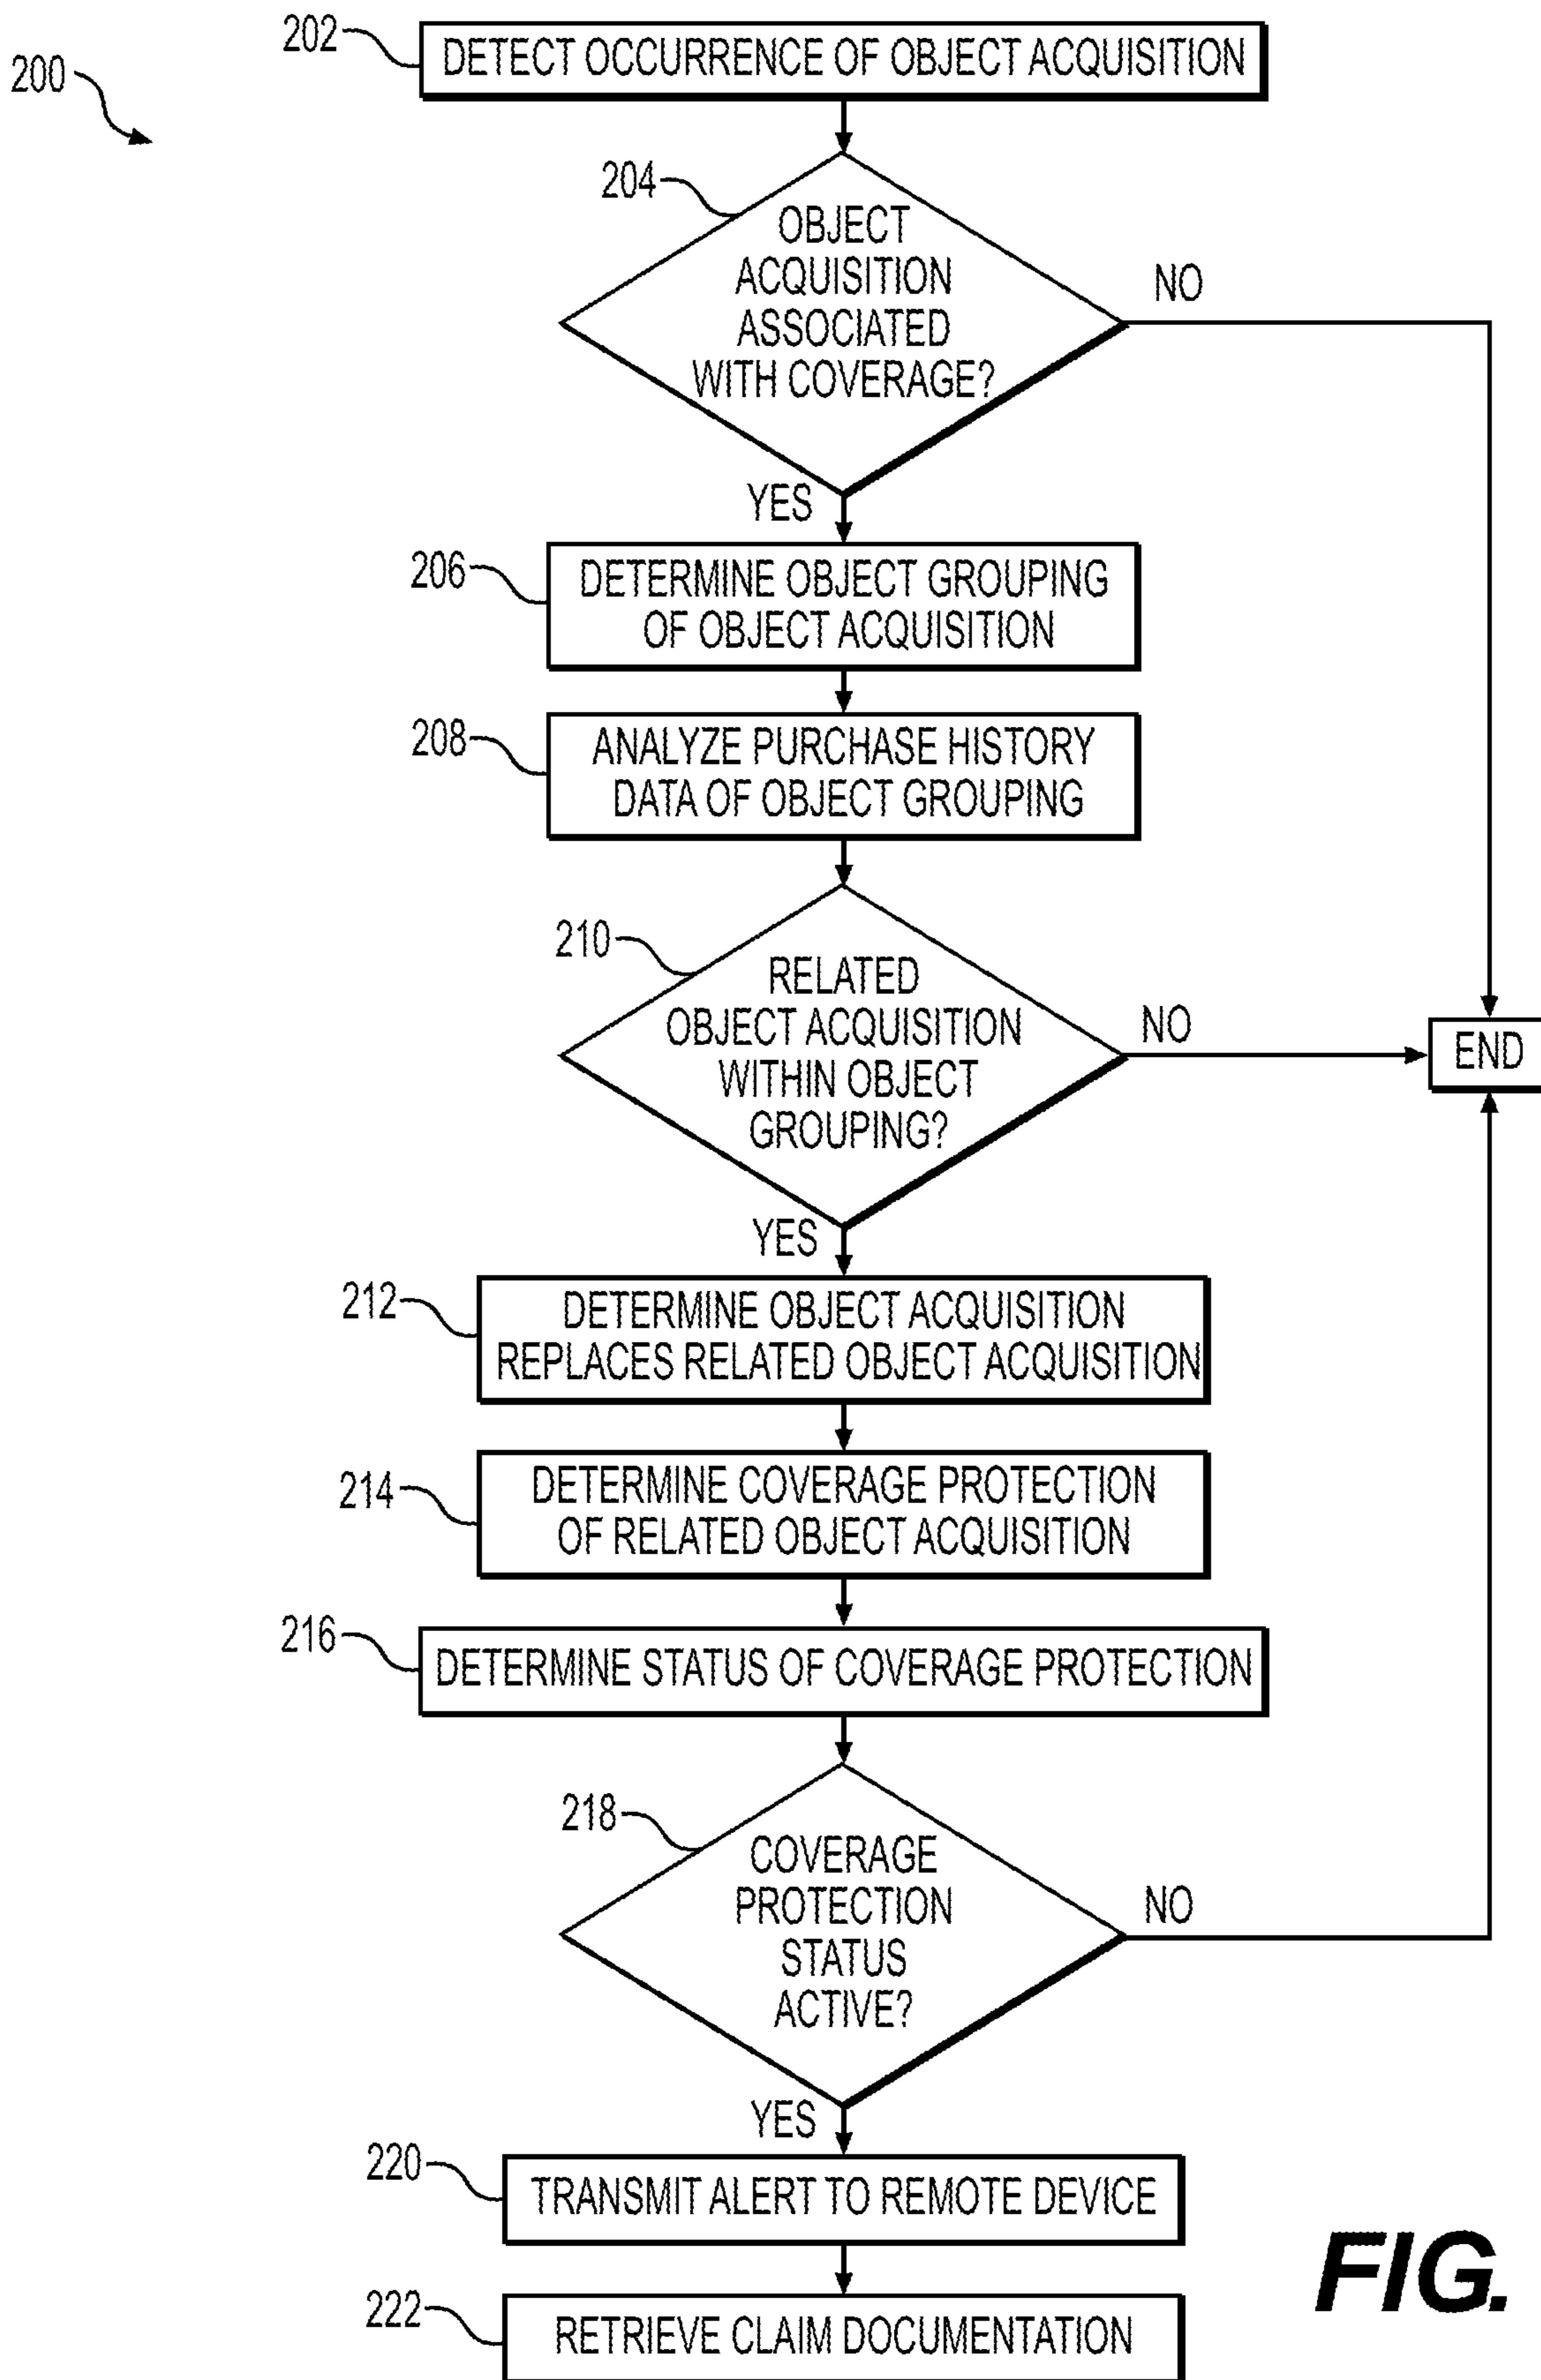 200
202
DETECT OCCURRENCE OF OBJECT ACQUISITION
204
OBJECT
ACQUISITION
ASSOCIATED
WITH COVERAGE?
NO
YES
206
DETERMINE OBJECT GROUPING
OF OBJECT ACQUISITION
208
ANALYZE PURCHASE HISTORY
DATA OF OBJECT GROUPING
210
RELATED
OBJECT ACQUISITION
WITHIN OBJECT
GROUPING?
NO
END
YES
212
DETERMINE OBJECT ACQUISITION
REPLACES RELATED OBJECT ACQUISITION
214
DETERMINE COVERAGE PROTECTION
OF RELATED OBJECT ACQUISITION
216
DETERMINE STATUS OF COVERAGE PROTECTION
218
COVERAGE
PROTECTION
STATUS
ACTIVE?
NO
YES
220
TRANSMIT ALERT TO REMOTE DEVICE
222
RETRIEVE CLAIM DOCUMENTATION
FIG.